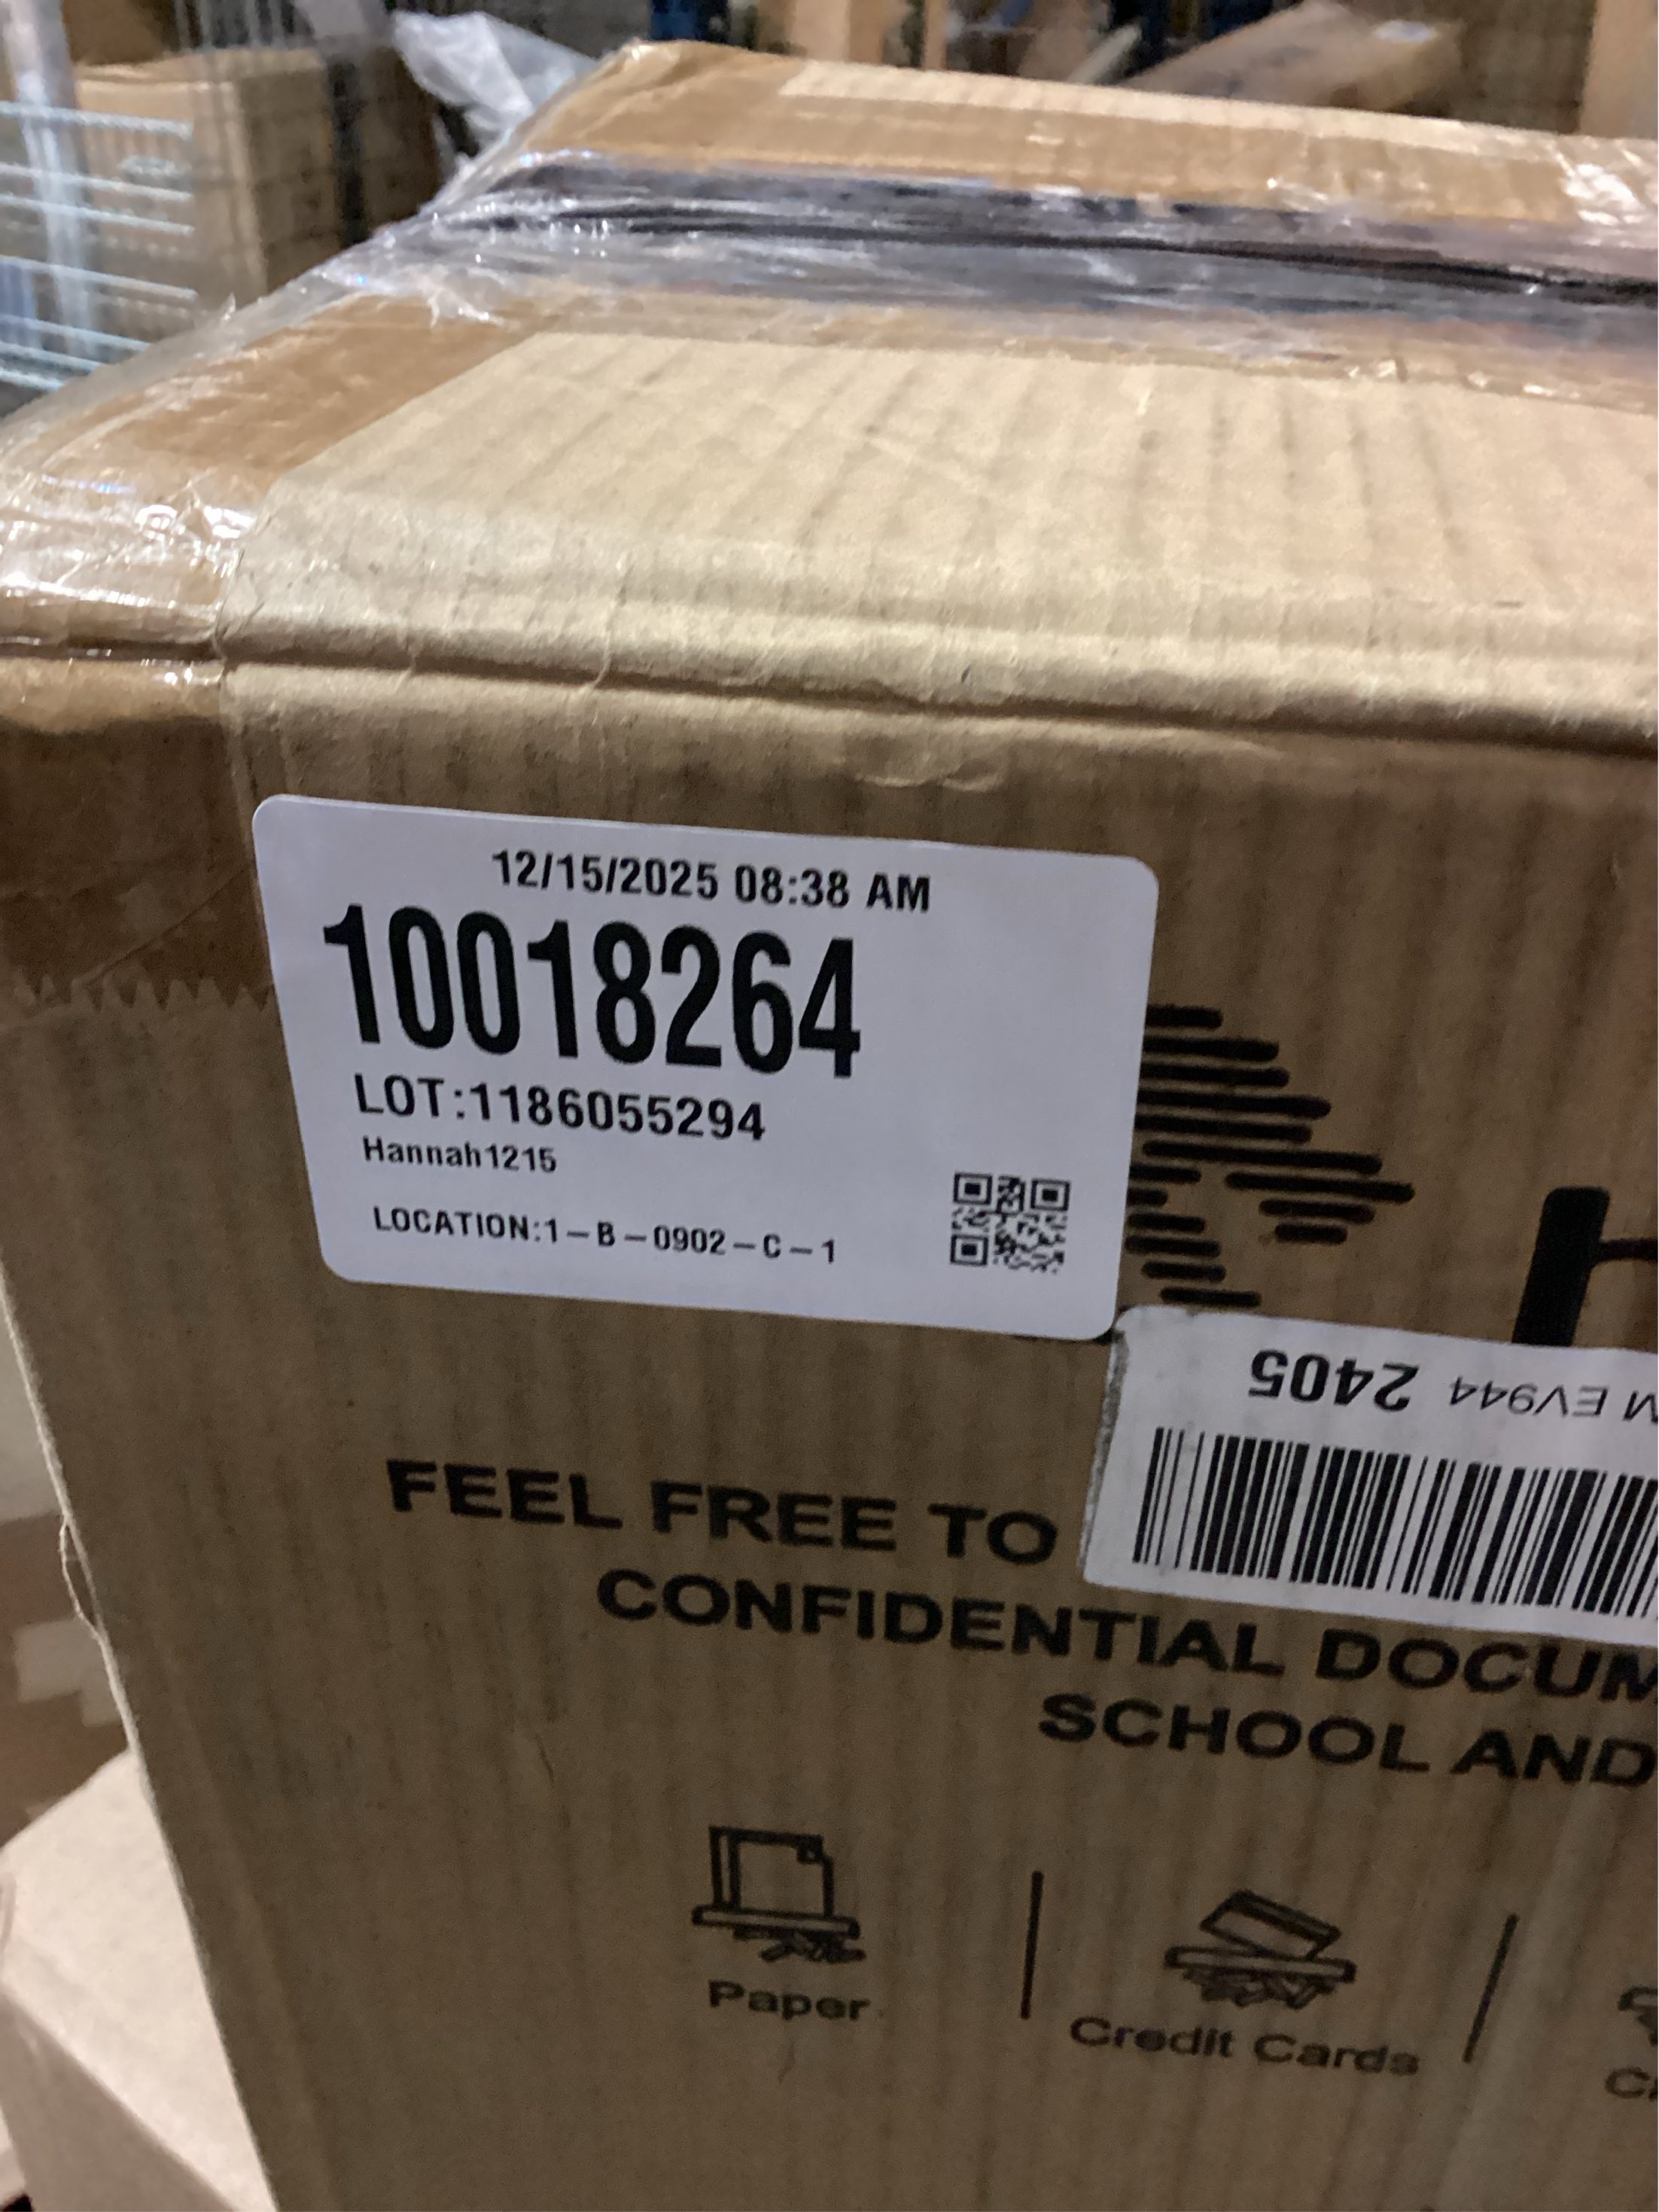 12/15/2025 08:38 AM
10018264
LOT:1186055294
Hannah1215
LOCATION:1-B-0902-C-1
M EV944 2405
FEEL FREE TO
CONFIDENTIAL DOCUM
SCHOOL AND
Paper
Credit Cards